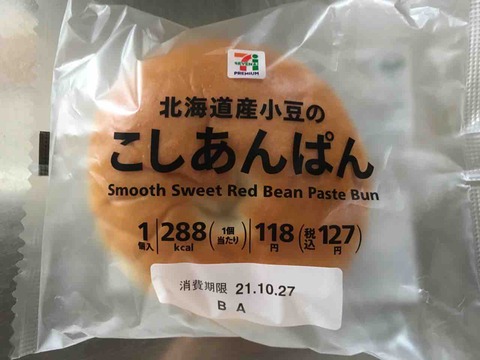 SEVEN & i
PREMIUM
北海道産小豆の
こしあんぱん
Smooth Sweet Red Bean Paste Bun
1個入 288kcal (1個当たり) 118円 (税込127円)
消費期限 21.10.27
B A